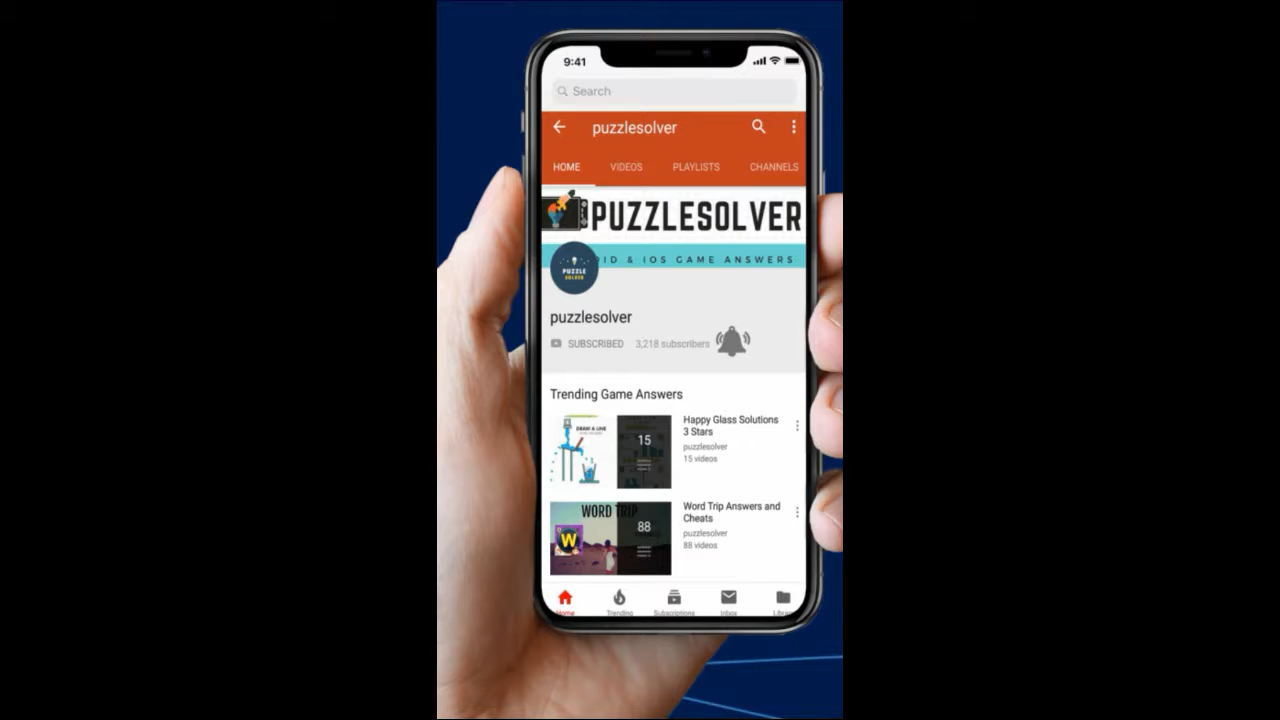 9:41
Search
puzzlesolver
HOME VIDEOS PLAYLISTS CHANNELS
PUZZLESOLVER
ID & IOS GAME ANSWERS
PUZZLE
SOLVER
puzzlesolver
SUBSCRIBED 3,218 subscribers
Trending Game Answers
DRAW A LINE
15
Happy Glass Solutions
3 Stars
puzzlesolver
15 videos
WORD TRIP
W
88
Word Trip Answers and
Cheats
puzzlesolver
88 videos
Home Trending Subscriptions Inbox Library